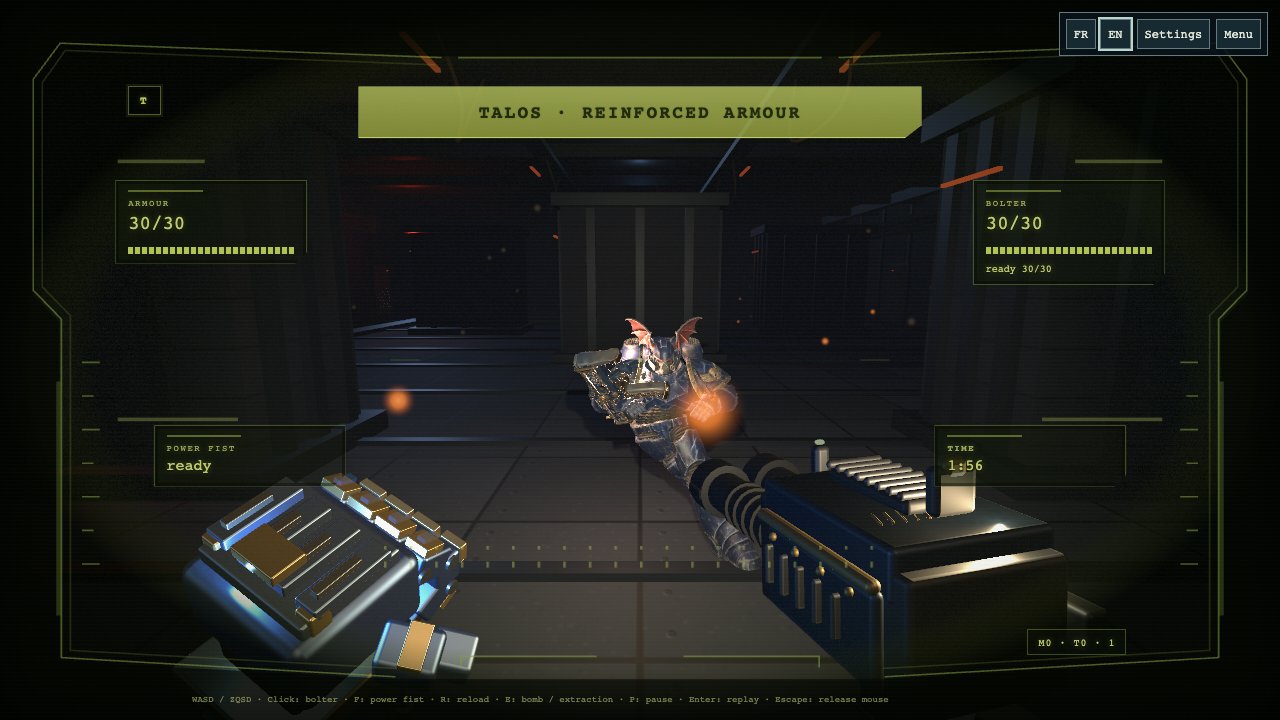 FR EN Settings Menu
T
TALOS · REINFORCED ARMOUR
ARMOUR
30/30
BOLTER
30/30
ready 30/30
POWER FIST
ready
TIME
1:56
M0 · T0 · 1
WASD / ZQSD · Click: bolter · F: power fist · R: reload · E: bomb / extraction · P: pause · Enter: replay · Escape: release mouse